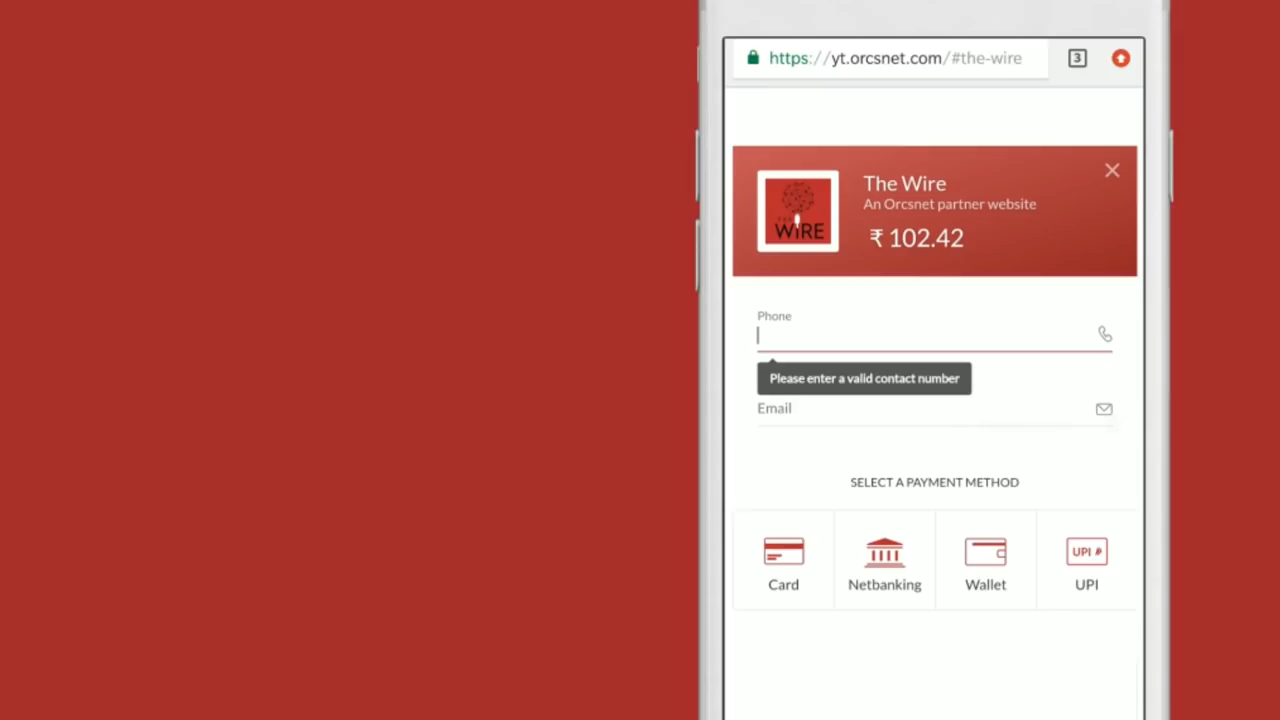 https://yt.orcsnet.com/#the-wire
3
The Wire
An Orcsnet partner website
₹ 102.42
WIRE
Phone
Please enter a valid contact number
Email
SELECT A PAYMENT METHOD
Card
Netbanking
Wallet
UPI
UPI